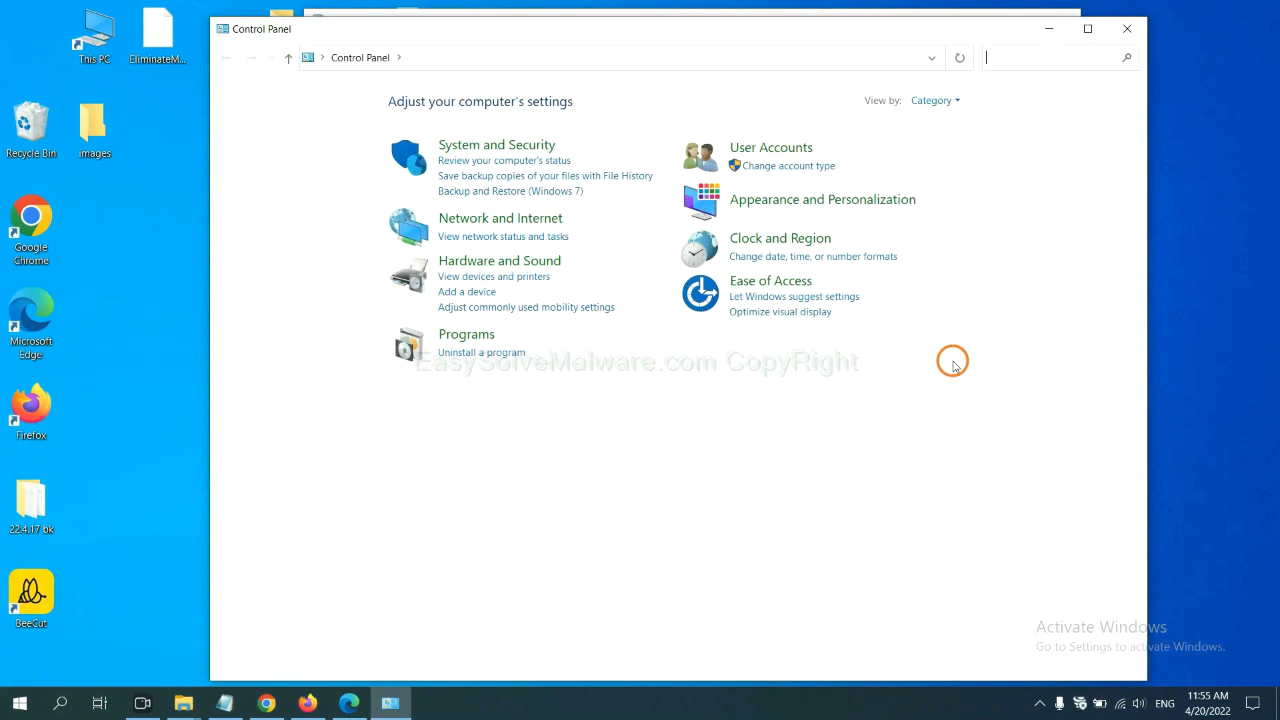 Control Panel
Control Panel
Adjust your computer's settings
View by: Category
System and Security
Review your computer's status
Save backup copies of your files with File History
Backup and Restore (Windows 7)
Network and Internet
View network status and tasks
Hardware and Sound
View devices and printers
Add a device
Adjust commonly used mobility settings
Programs
Uninstall a program
User Accounts
Change account type
Appearance and Personalization
Clock and Region
Change date, time, or number formats
Ease of Access
Let Windows suggest settings
Optimize visual display
EasySolveMalware.com CopyRight
This PC
EliminateM...
Recycle Bin
images
Google
Chrome
Microsoft
Edge
Firefox
22.4.17 bk
BeeCut
Activate Windows
Go to Settings to activate Windows.
ENG
11:55 AM
4/20/2022